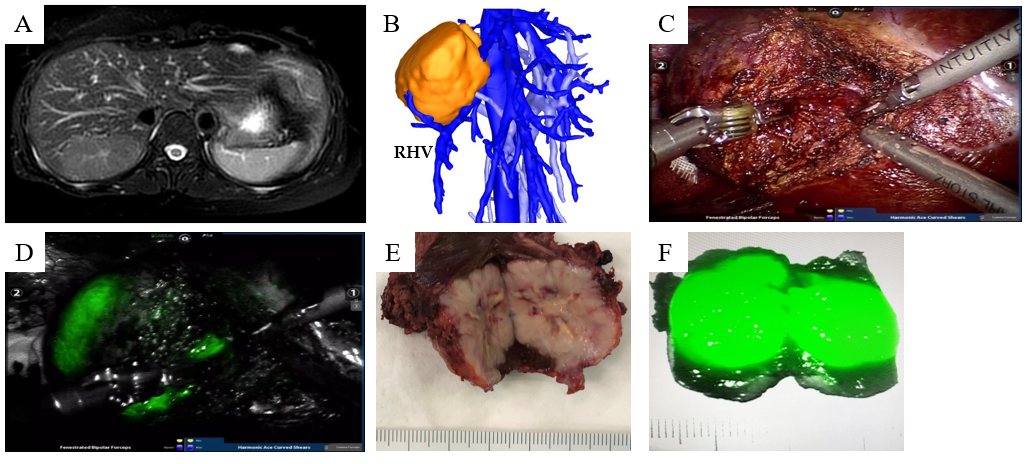 A
B
RHV
C
2
1
INTUITIVE
Fenestrated Bipolar Forceps
Harmonic Ace Curved Shears
D
2
1
Fenestrated Bipolar Forceps
Harmonic Ace Curved Shears
E
F